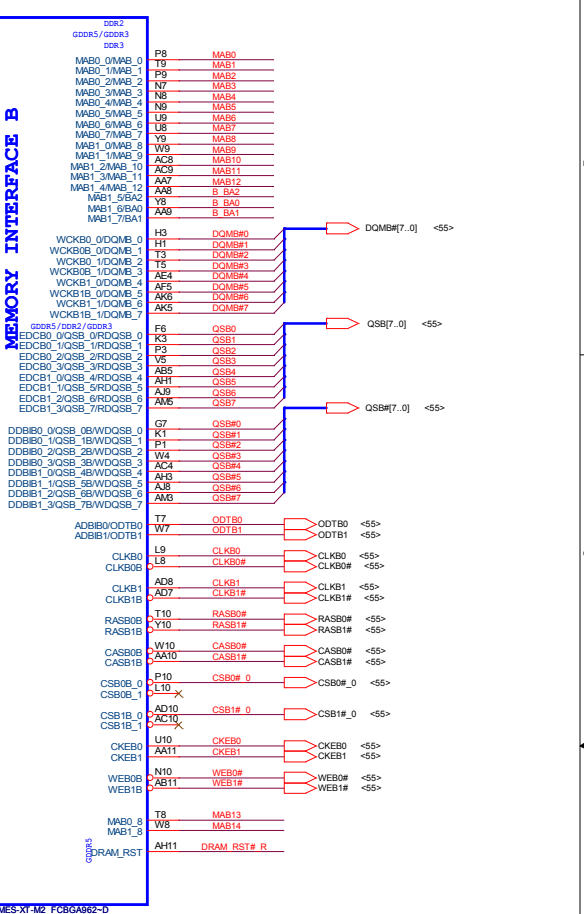 DDR2
GDDR5/GDDR3
DDR3
MEMORY INTERFACE B
MAB0_0/MAB_0 P8 MAB0
MAB0_1/MAB_1 T9 MAB1
MAB0_2/MAB_2 P9 MAB2
MAB0_3/MAB_3 N7 MAB3
MAB0_4/MAB_4 N8 MAB4
MAB0_5/MAB_5 N9 MAB5
MAB0_6/MAB_6 U9 MAB6
MAB0_7/MAB_7 U8 MAB7
MAB1_0/MAB_8 Y9 MAB8
MAB1_1/MAB_9 W9 MAB9
MAB1_2/MAB_10 AC8 MAB10
MAB1_3/MAB_11 AC9 MAB11
MAB1_4/MAB_12 AA7 MAB12
MAB1_5/BA2 AA8 B_BA2
MAB1_6/BA0 Y8 B_BA0
MAB1_7/BA1 AA9 B_BA1
WCKB0_0/DQMB_0 H3 DQMB#0 DQMB#[7..0] <55>
WCKB0B_0/DQMB_1 H1 DQMB#1
WCKB0_1/DQMB_2 T3 DQMB#2
WCKB0B_1/DQMB_3 T5 DQMB#3
WCKB1_0/DQMB_4 AE4 DQMB#4
WCKB1B_0/DQMB_5 AF5 DQMB#5
WCKB1_1/DQMB_6 AK6 DQMB#6
WCKB1B_1/DQMB_7 AK5 DQMB#7
GDDR5/DDR2/GDDR3
EDCB0_0/QSB_0/RDQSB_0 F6 QSB0 QSB[7..0] <55>
EDCB0_1/QSB_1/RDQSB_1 K3 QSB1
EDCB0_2/QSB_2/RDQSB_2 P3 QSB2
EDCB0_3/QSB_3/RDQSB_3 V5 QSB3
EDCB1_0/QSB_4/RDQSB_4 AB5 QSB4
EDCB1_1/QSB_5/RDQSB_5 AH1 QSB5
EDCB1_2/QSB_6/RDQSB_6 AJ9 QSB6
EDCB1_3/QSB_7/RDQSB_7 AM5 QSB7 QSB#[7..0] <55>
DDBIB0_0/QSB_0B/WDQSB_0 G7 QSB#0
DDBIB0_1/QSB_1B/WDQSB_1 K1 QSB#1
DDBIB0_2/QSB_2B/WDQSB_2 P1 QSB#2
DDBIB0_3/QSB_3B/WDQSB_3 W4 QSB#3
DDBIB1_0/QSB_4B/WDQSB_4 AC4 QSB#4
DDBIB1_1/QSB_5B/WDQSB_5 AH3 QSB#5
DDBIB1_2/QSB_6B/WDQSB_6 AJ8 QSB#6
DDBIB1_3/QSB_7B/WDQSB_7 AM3 QSB#7
ADBIB0/ODTB0 T7 ODTB0 ODTB0 <55>
ADBIB1/ODTB1 W7 ODTB1 ODTB1 <55>
CLKB0 L9 CLKB0 CLKB0 <55>
CLKB0B L8 CLKB0# CLKB0# <55>
CLKB1 AD8 CLKB1 CLKB1 <55>
CLKB1B AD7 CLKB1# CLKB1# <55>
RASB0B T10 RASB0# RASB0# <55>
RASB1B Y10 RASB1# RASB1# <55>
CASB0B W10 CASB0# CASB0# <55>
CASB1B AA10 CASB1# CASB1# <55>
CSB0B_0 P10 CSB0#_0 CSB0#_0 <55>
CSB0B_1 L10
CSB1B_0 AD10 CSB1#_0 CSB1#_0 <55>
CSB1B_1 AC10
CKEB0 U10 CKEB0 CKEB0 <55>
CKEB1 AA11 CKEB1 CKEB1 <55>
WEB0B N10 WEB0# WEB0# <55>
WEB1B AB11 WEB1# WEB1# <55>
MAB0_8 T8 MAB13
MAB1_8 W8 MAB14
GDDR5
DRAM_RST AH11 DRAM_RST#_R
MES-XT-M2_FCBGA962~D